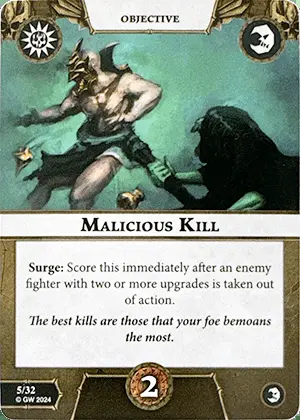 OBJECTIVE
MALICIOUS KILL
Surge: Score this immediately after an enemy
fighter with two or more upgrades is taken out
of action.
The best kills are those that your foe bemoans
the most.
5/32
© GW 2024
2